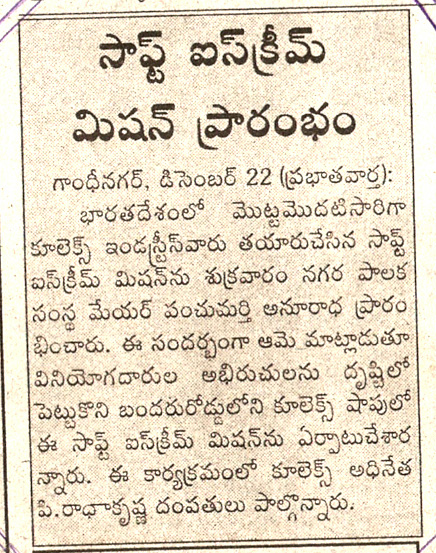 సాఫ్ట్ ఐస్‌క్రీమ్
మిషన్ ప్రారంభం
గాంధీనగర్, డిసెంబర్ 22 (ప్రభాతవార్త):
భారతదేశంలో మొట్టమొదటిసారిగా
కూలెక్స్ ఇండస్ట్రీస్‌వారు తయారుచేసిన సాఫ్ట్
ఐస్‌క్రీమ్ మిషన్‌ను శుక్రవారం నగర పాలక
సంస్థ మేయర్ పంచుమర్తి అనూరాధ ప్రారం
భించారు. ఈ సందర్భంగా ఆమె మాట్లాడుతూ
వినియోగదారుల అభిరుచులను దృష్టిలో
పెట్టుకొని బందరురోడ్డులోని కూలెక్స్ షాపులో
ఈ సాఫ్ట్ ఐస్‌క్రీమ్ మిషన్‌ను ఏర్పాటుచేశార
న్నారు. ఈ కార్యక్రమంలో కూలెక్స్ అధినేత
పి.రాధాకృష్ణ దంపతులు పాల్గొన్నారు.